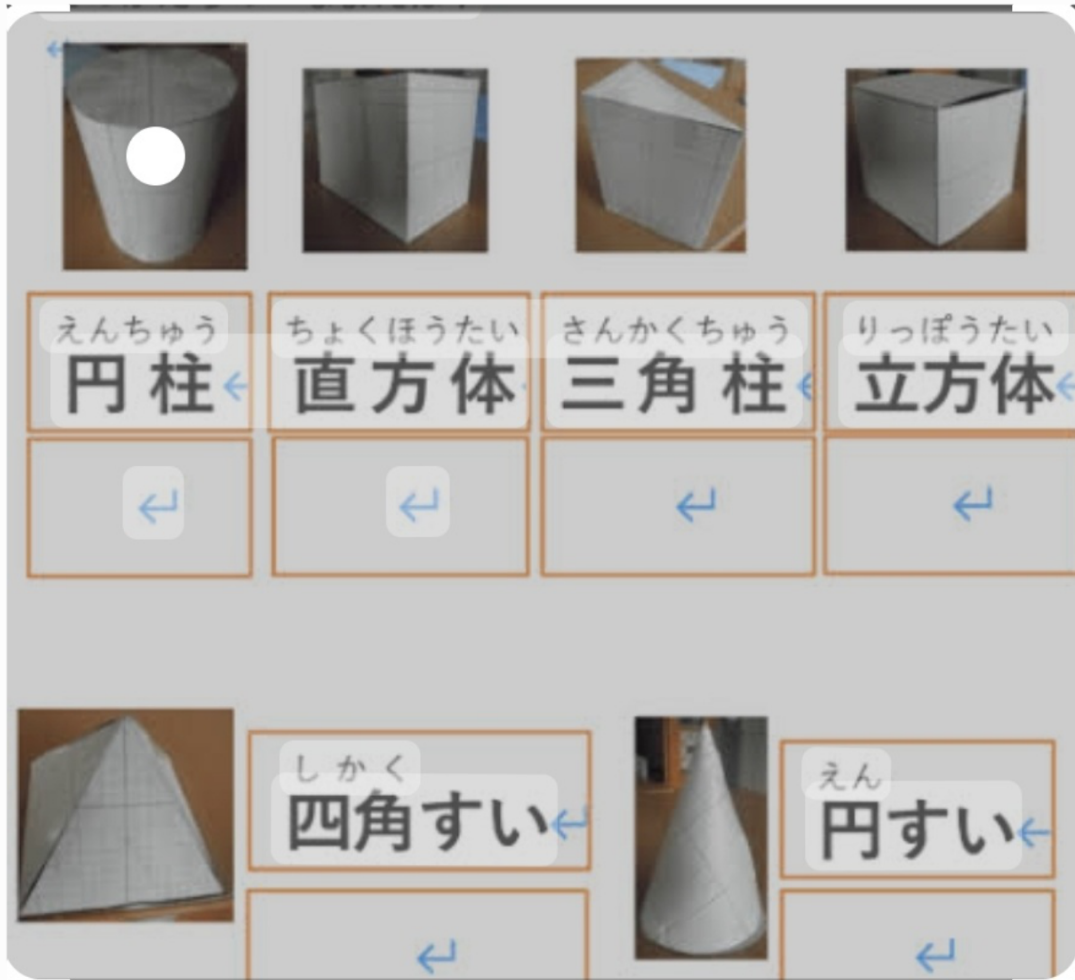 えんちゅう ちょくほうたい さんかくちゅう りっぽうたい
円柱 直方体 三角柱 立方体
しかく えん
四角すい 円すい